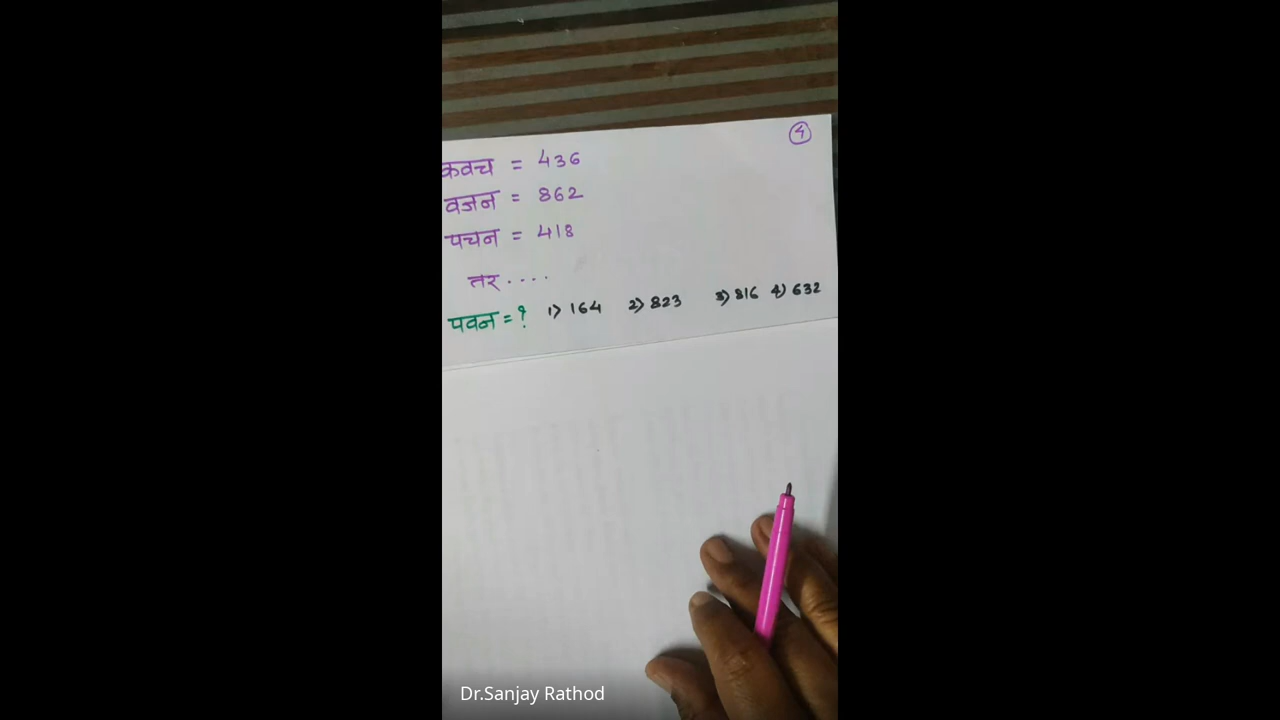 4
कवच = 436
वजन = 862
पचन = 418
तर ....
पवन = ? 1) 164 2) 823 3) 816 4) 632
Dr.Sanjay Rathod